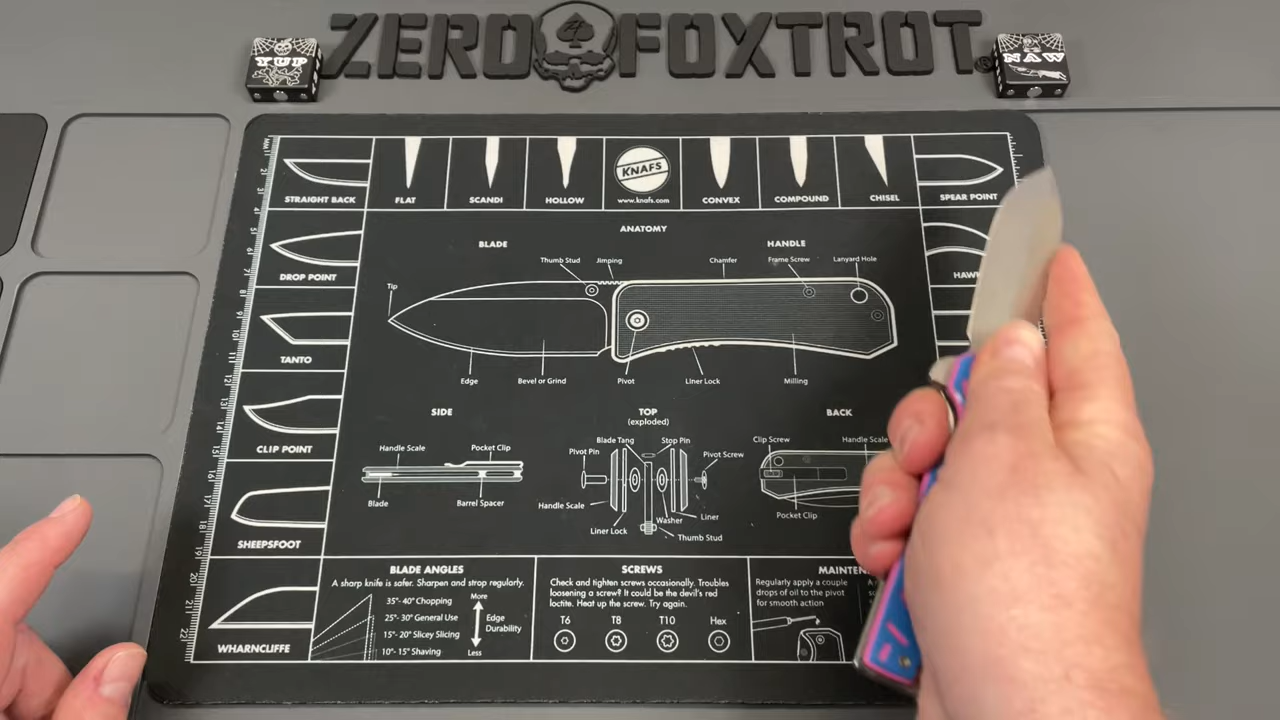 ZERO FOXTROT
YUP
NAW
KNAFS
www.knafs.com
STRAIGHT BACK
FLAT
SCANDI
HOLLOW
CONVEX
COMPOUND
CHISEL
SPEAR POINT
DROP POINT
TANTO
CLIP POINT
SHEEPSFOOT
WHARNCLIFFE
HAWK
ANATOMY
BLADE
HANDLE
Thumb Stud
Jimping
Chamfer
Frame Screw
Lanyard Hole
Tip
Edge
Bevel or Grind
Pivot
Liner Lock
Milling
SIDE
Handle Scale
Pocket Clip
Blade
Barrel Spacer
TOP
(exploded)
Blade Tang
Stop Pin
Pivot Pin
Pivot Screw
Handle Scale
Liner Lock
Washer
Liner
Thumb Stud
BACK
Clip Screw
Handle Scale
Pocket Clip
BLADE ANGLES
A sharp knife is safer. Sharpen and strop regularly.
35°- 40° Chopping
25°- 30° General Use
15°- 20° Slicey Slicing
10°- 15° Shaving
More
Edge
Durability
Less
SCREWS
Check and tighten screws occasionally. Troubles
loosening a screw? It could be the devil's red
loctite. Heat up the screw. Try again.
T6 T8 T10 Hex
MAINTEN
Regularly apply a couple
drops of oil to the pivot
for smooth action